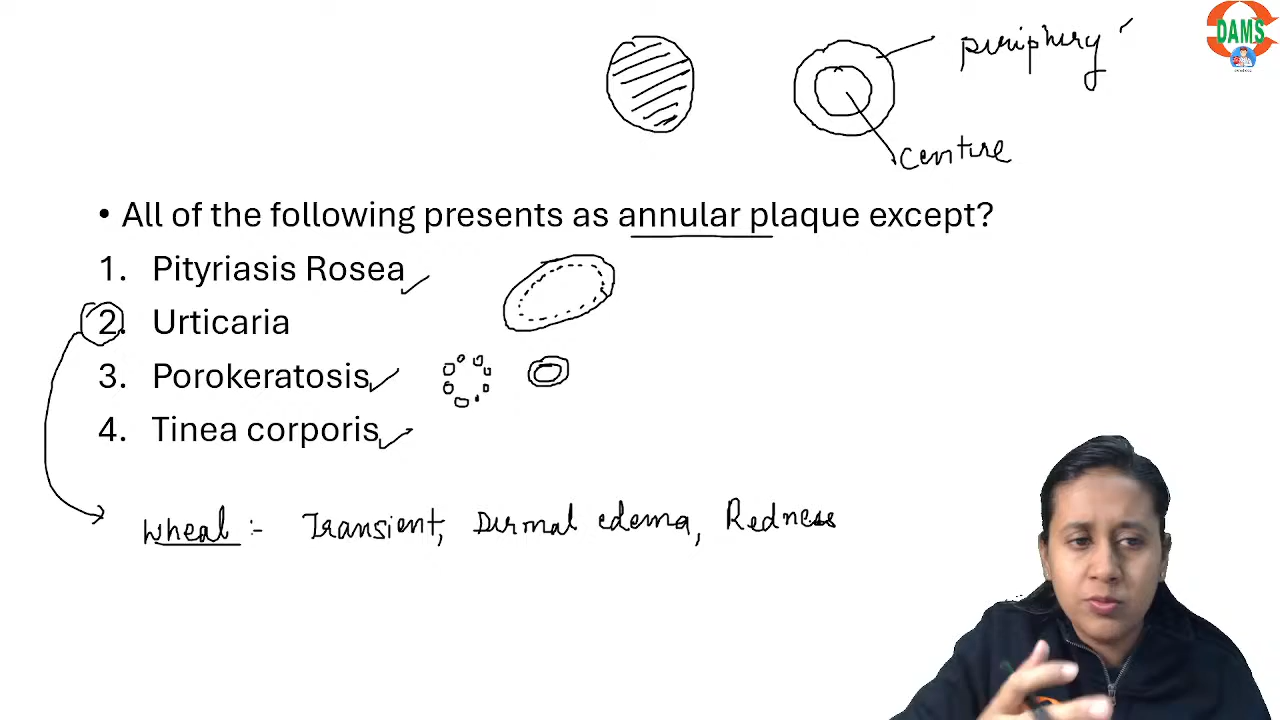 DAMS
periphery
Centre
• All of the following presents as annular plaque except?
1. Pityriasis Rosea
2. Urticaria
3. Porokeratosis
4. Tinea corporis
Wheal :- Transient, Dermal edema, Redness